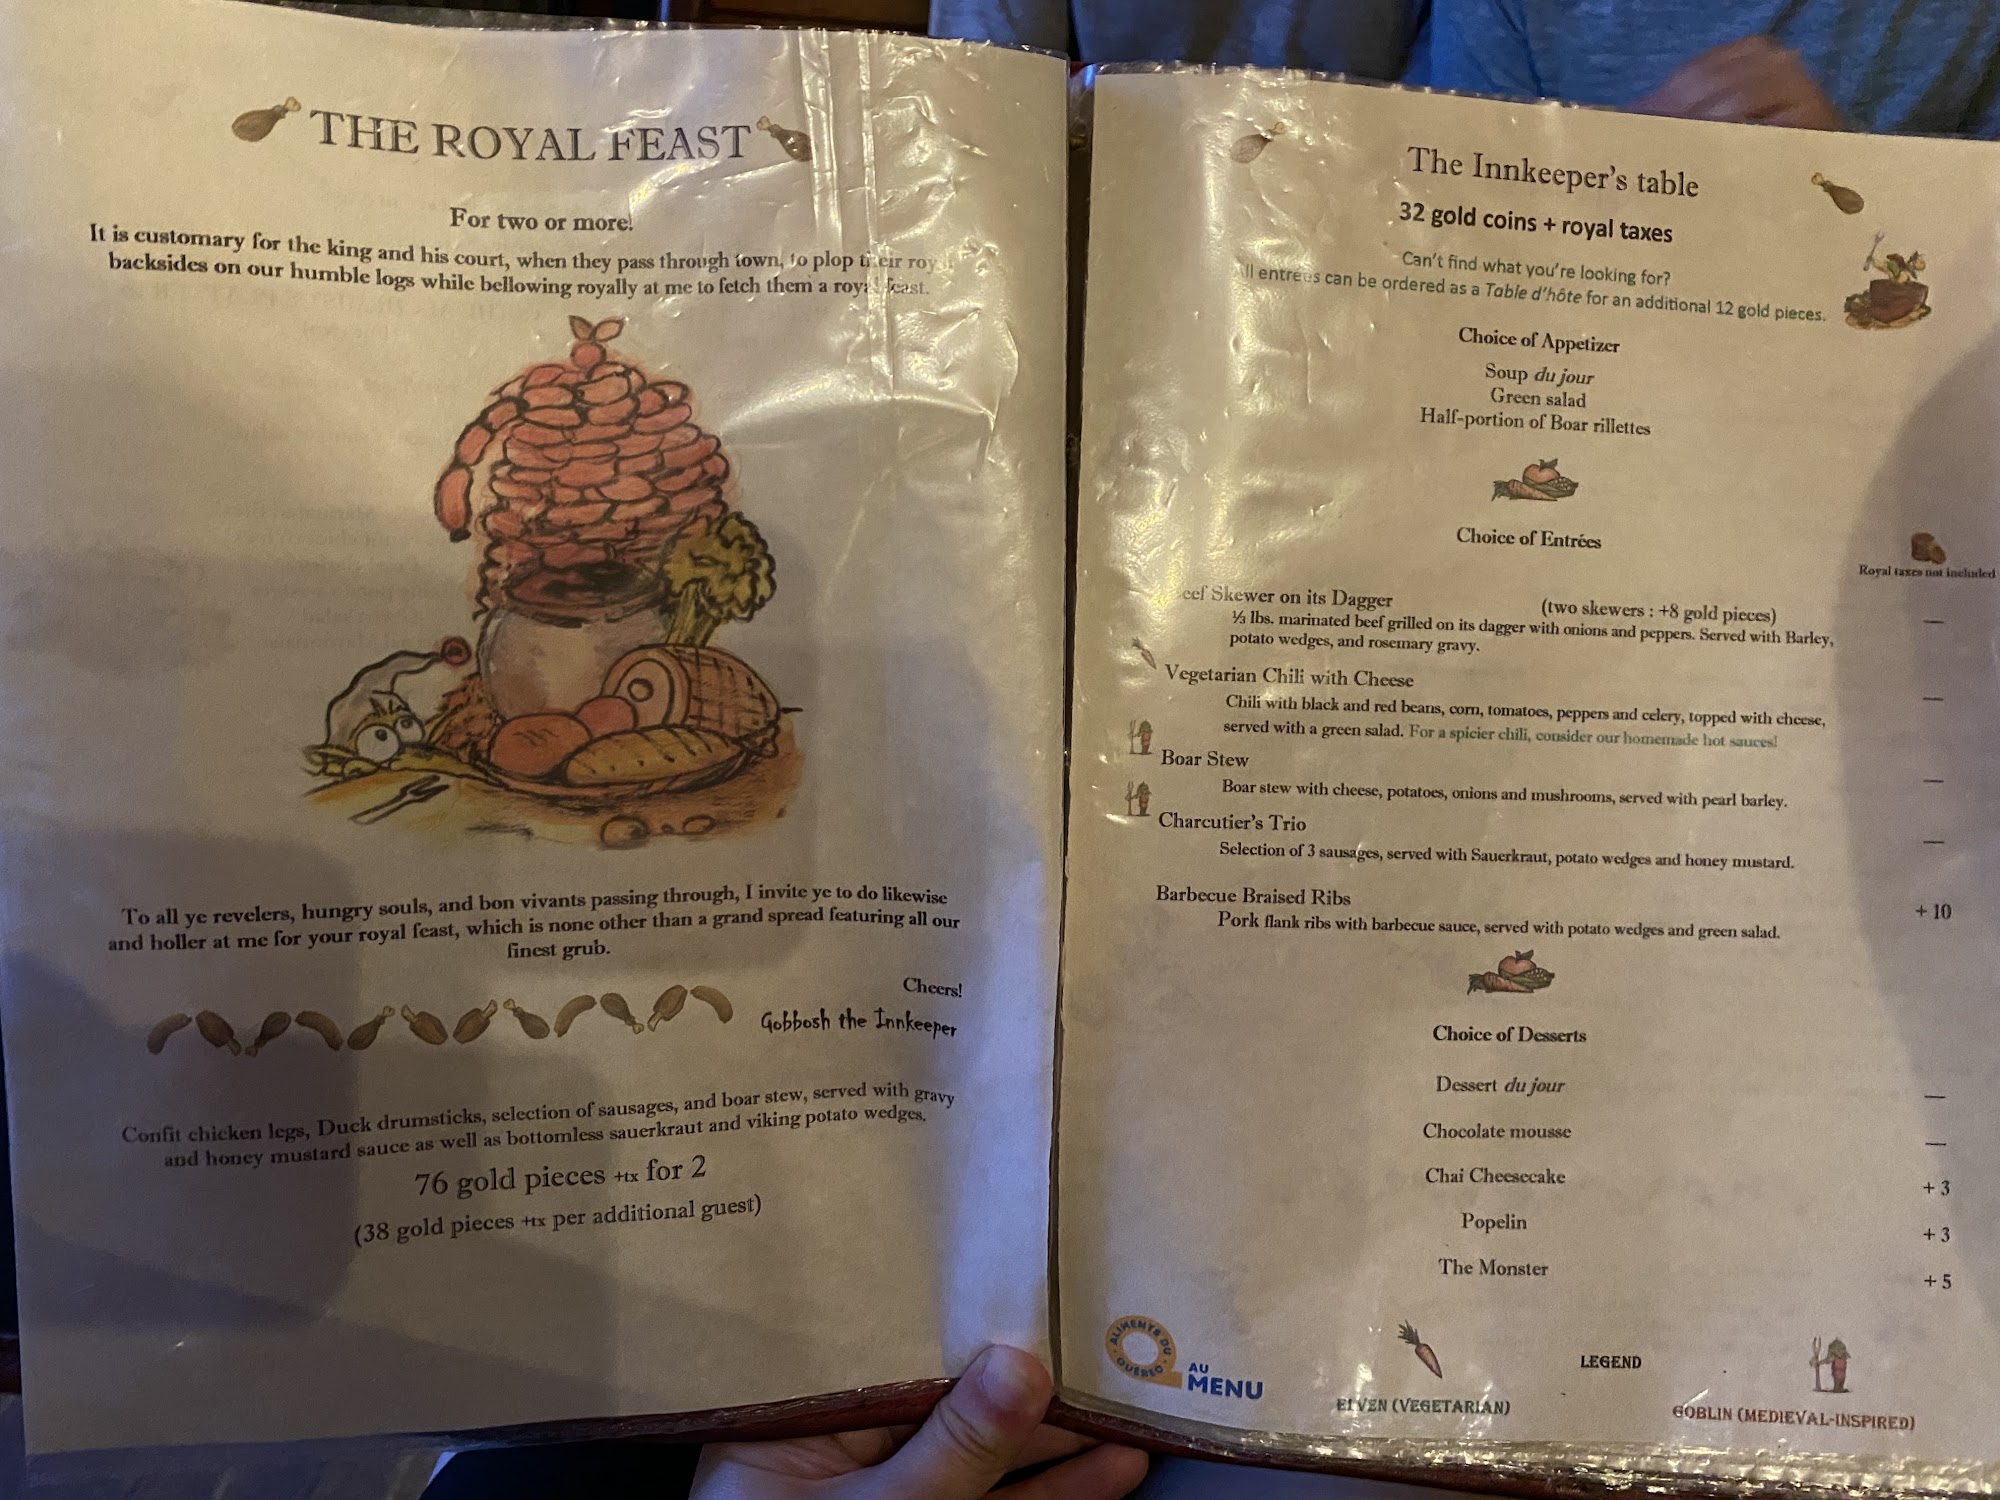 THE ROYAL FEAST
For two or more!
It is customary for the king and his court, when they pass through town, to plop their
backsides on our humble logs while bellowing royally at me to fetch them a royal feast.
To all ye revelers, hungry souls, and bon vivants passing through, I invite ye to do likewise
and holler at me for your royal feast, which is none other than a grand spread featuring all our
finest grub.
Cheers!
Gobbosh the Innkeeper
Confit chicken legs, Duck drumsticks, selection of sausages, and boar stew, served with gravy
and honey mustard sauce as well as bottomless sauerkraut and viking potato wedges.
76 gold pieces +tx for 2
(38 gold pieces +tx per additional guest)
The Innkeeper's table
32 gold coins + royal taxes
Can't find what you're looking for?
All entrées can be ordered as a Table d'hôte for an additional 12 gold pieces.
Choice of Appetizer
Soup du jour
Green salad
Half-portion of Boar rillettes
Choice of Entrées
Royal taxes not included
Beef Skewer on its Dagger (two skewers : +8 gold pieces) —
⅓ lbs. marinated beef grilled on its dagger with onions and peppers. Served with Barley,
potato wedges, and rosemary gravy.
Vegetarian Chili with Cheese —
Chili with black and red beans, corn, tomatoes, peppers and celery, topped with cheese,
served with a green salad. For a spicier chili, consider our homemade hot sauces!
Boar Stew —
Boar stew with cheese, potatoes, onions and mushrooms, served with pearl barley.
Charcutier's Trio —
Selection of 3 sausages, served with Sauerkraut, potato wedges and honey mustard.
Barbecue Braised Ribs + 10
Pork flank ribs with barbecue sauce, served with potato wedges and green salad.
Choice of Desserts
Dessert du jour —
Chocolate mousse —
Chai Cheesecake + 3
Popelin + 3
The Monster + 5
ALIMENTS DU QUÉBEC
AU
MENU
LEGEND
ELVEN (VEGETARIAN)
GOBLIN (MEDIEVAL-INSPIRED)